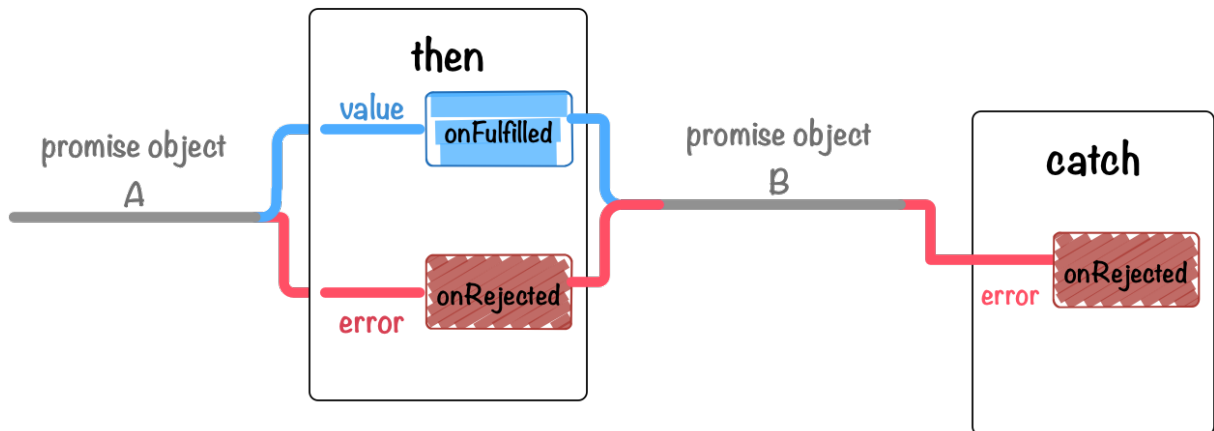 promise object
A
then
value
onFulfilled
onRejected
error
promise object
B
catch
onRejected
error